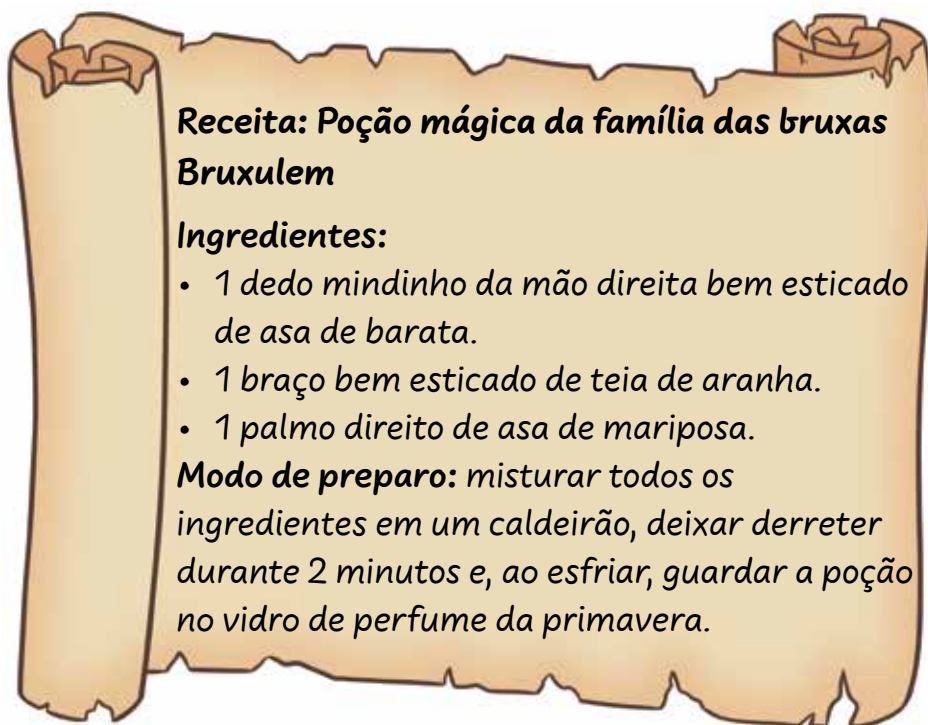 Receita: Poção mágica da família das bruxas
Bruxulem
Ingredientes:
• 1 dedo mindinho da mão direita bem esticado
de asa de barata.
• 1 braço bem esticado de teia de aranha.
• 1 palmo direito de asa de mariposa.
Modo de preparo: misturar todos os
ingredientes em um caldeirão, deixar derreter
durante 2 minutos e, ao esfriar, guardar a poção
no vidro de perfume da primavera.